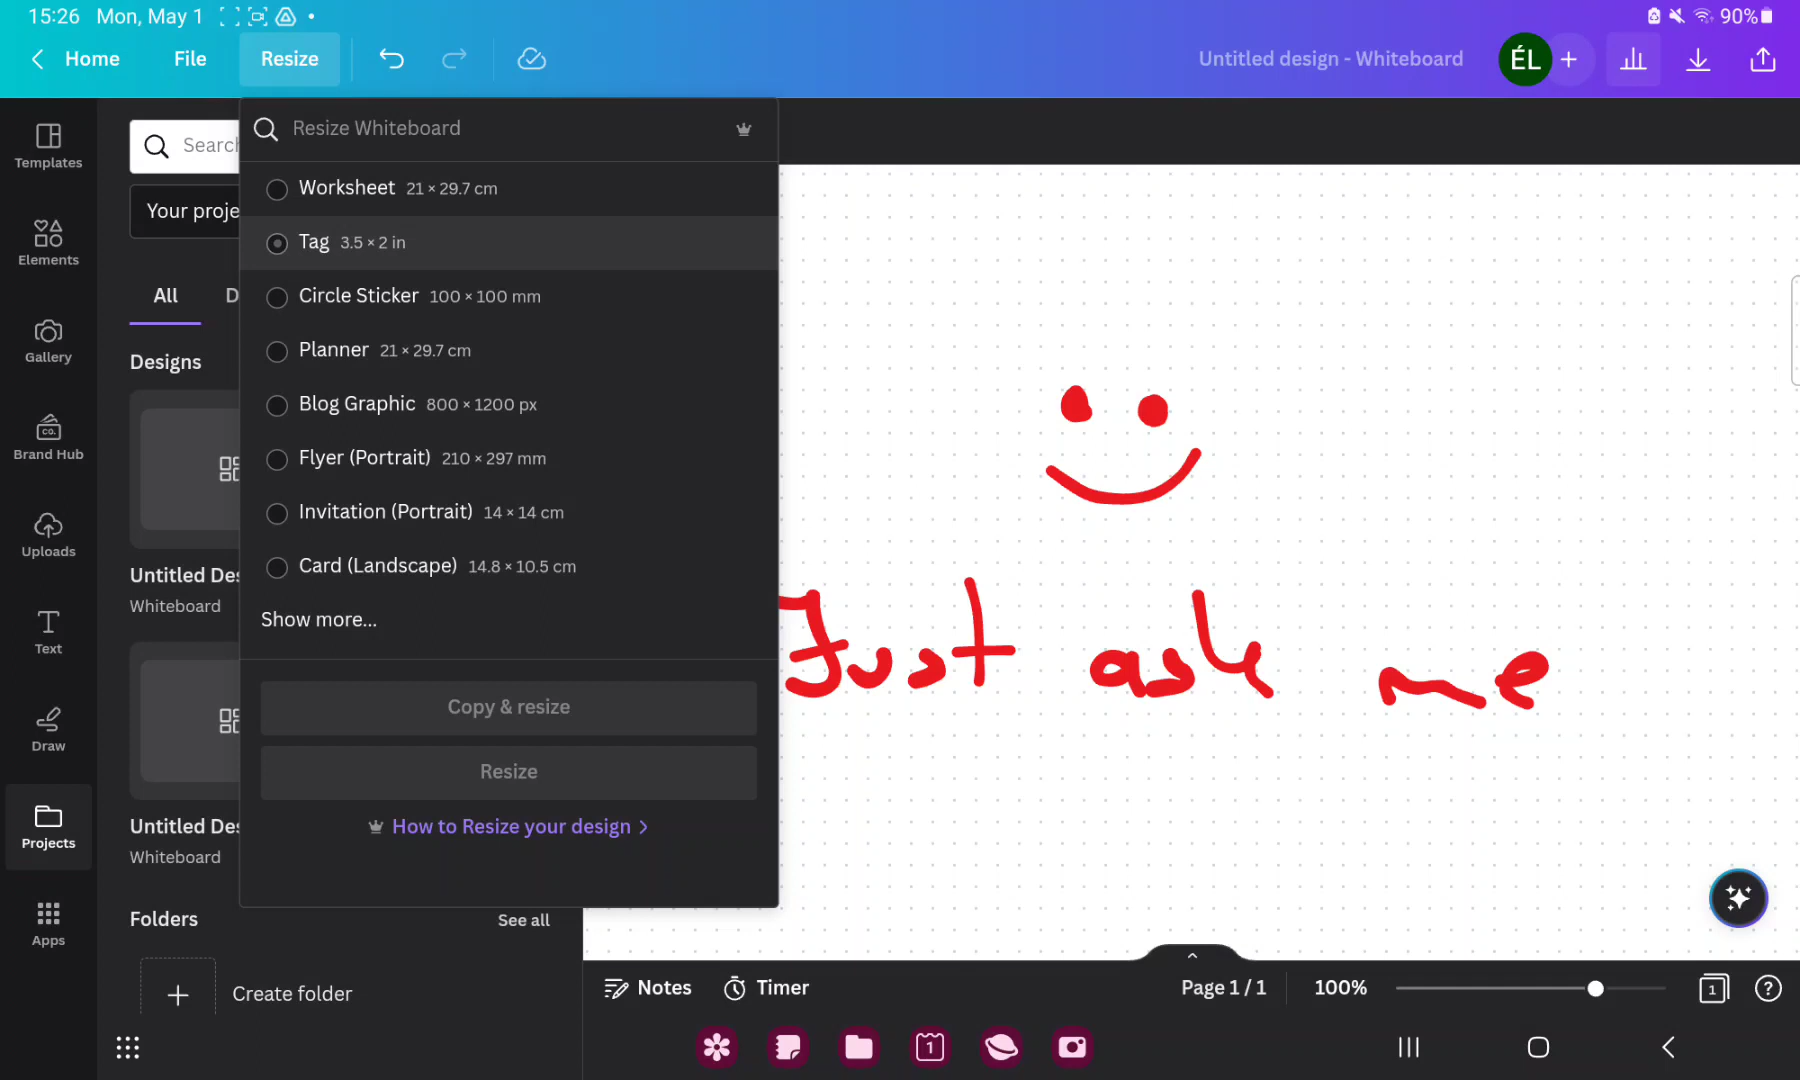 15:26 Mon, May 1
90%
Home File Resize
Untitled design - Whiteboard ÉL +
Resize Whiteboard
Worksheet 21 × 29.7 cm
Tag 3.5 × 2 in
Circle Sticker 100 × 100 mm
Planner 21 × 29.7 cm
Blog Graphic 800 × 1200 px
Flyer (Portrait) 210 × 297 mm
Invitation (Portrait) 14 × 14 cm
Card (Landscape) 14.8 × 10.5 cm
Show more...
Copy & resize
Resize
How to Resize your design
Templates
Elements
Gallery
CO.
Brand Hub
Uploads
Text
Draw
Projects
Apps
Search
Your proje
All D
Designs
Untitled Des
Whiteboard
Untitled Des
Whiteboard
Folders See all
Create folder
Just ask me
Notes Timer
Page 1 / 1 100% 1 ?
1